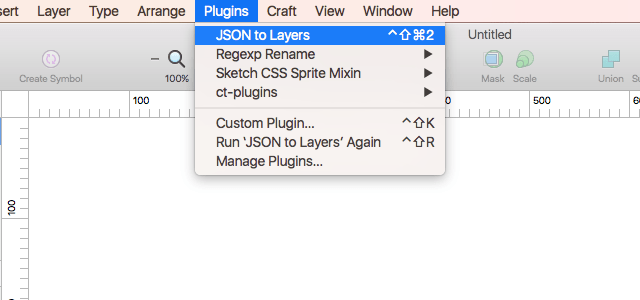 sert Layer Type Arrange Plugins Craft View Window Help
JSON to Layers ⌃⇧⌘2
Untitled
Regexp Rename ▶
Sketch CSS Sprite Mixin ▶
Create Symbol 100% Mask Scale Union
ct-plugins ▶
100 500
Custom Plugin... ⌃⇧K
Run ‘JSON to Layers’ Again ⌃⇧R
Manage Plugins...
100